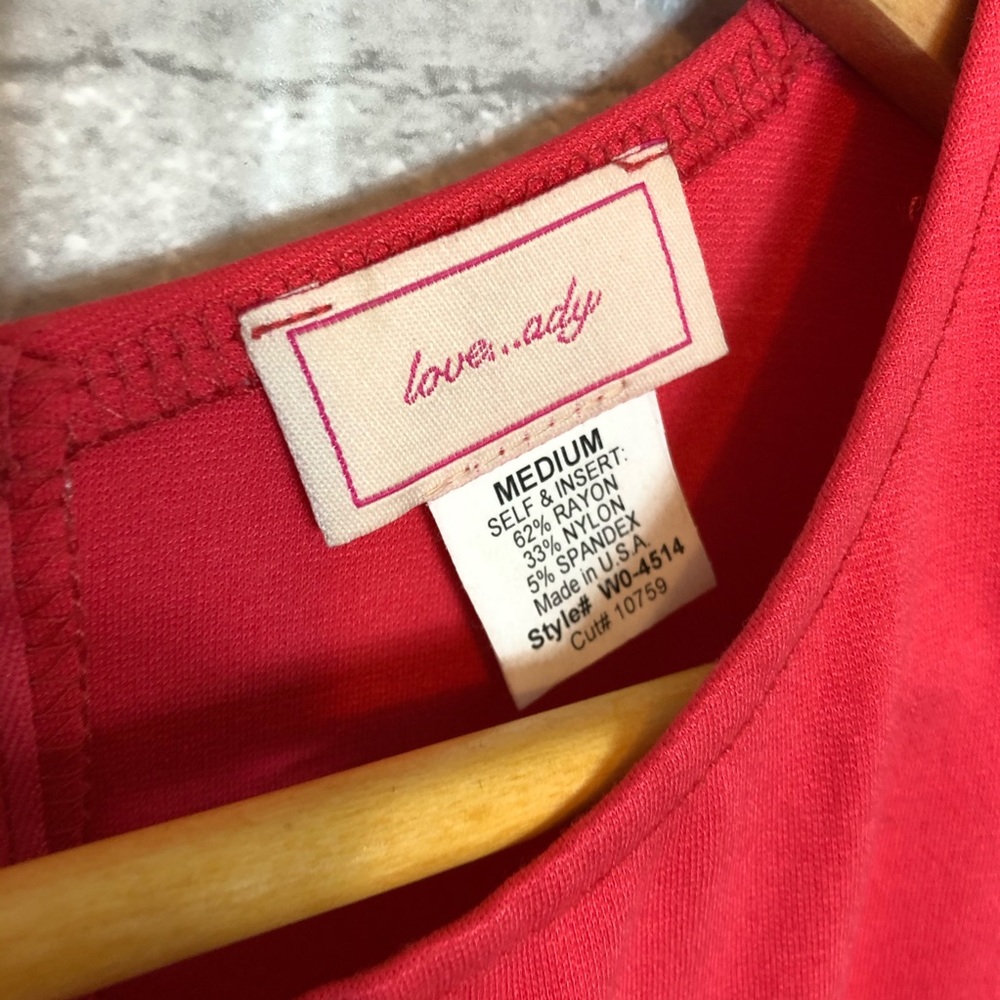 love...ady
MEDIUM
SELF & INSERT:
62% RAYON
33% NYLON
5% SPANDEX
Made in U.S.A.
Style# W0-4514
Cut# 10759